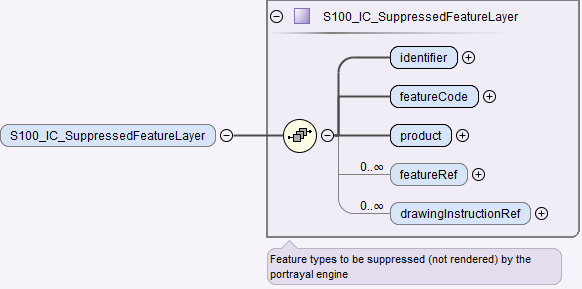 S100_IC_SuppressedFeatureLayer
identifier
featureCode
S100_IC_SuppressedFeatureLayer
product
0..∞
featureRef
0..∞
drawingInstructionRef
Feature types to be suppressed (not rendered) by the
portrayal engine